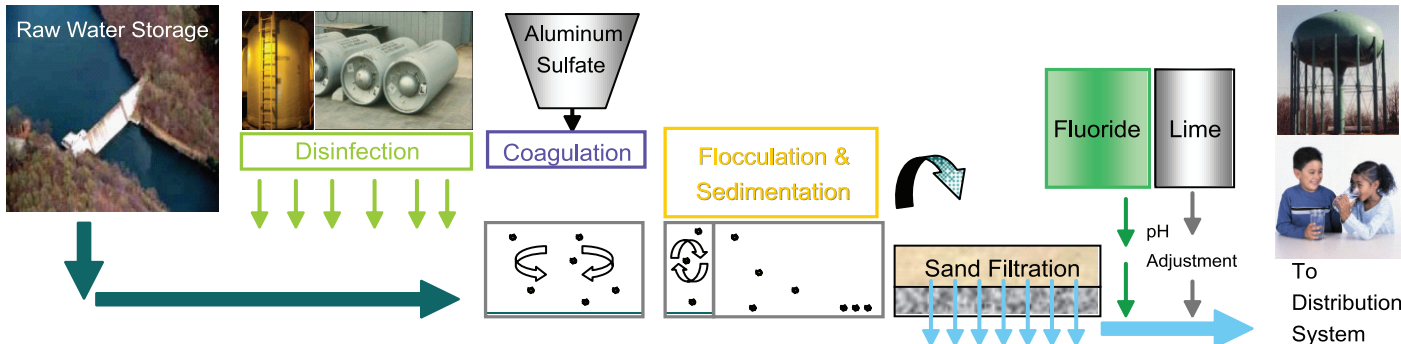 Raw Water Storage
Disinfection
Aluminum
Sulfate
Coagulation
Flocculation &
Sedimentation
Sand Filtration
Fluoride
Lime
pH
Adjustment
To
Distribution
System